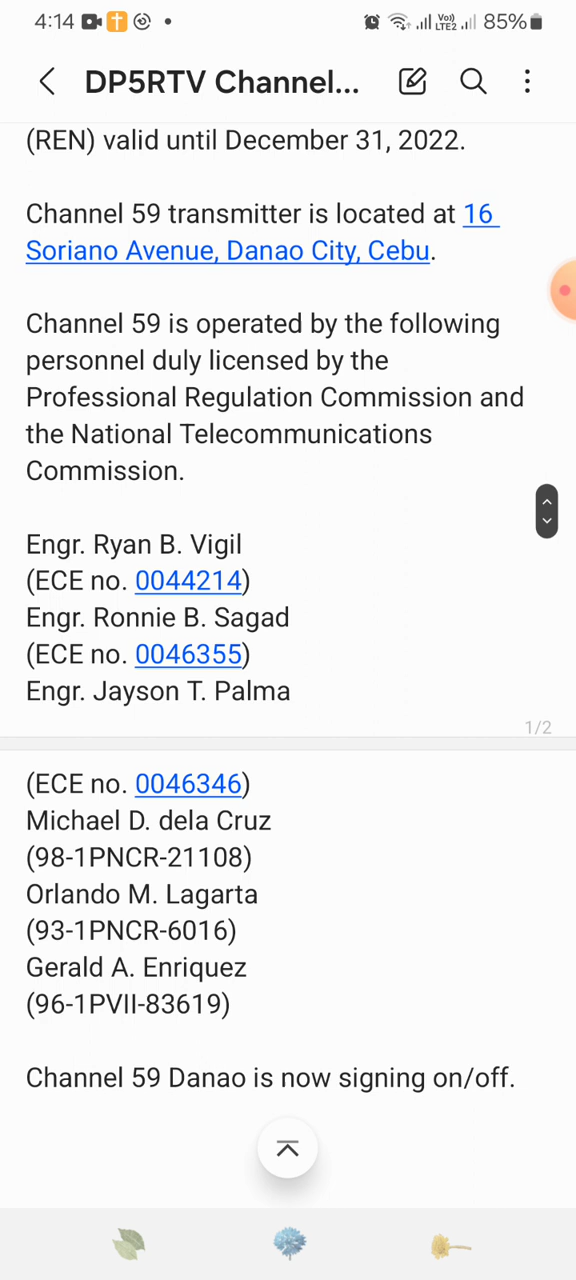 4:14
Vo))
LTE2
85%
DP5RTV Channel...
(REN) valid until December 31, 2022.
Channel 59 transmitter is located at 16
Soriano Avenue, Danao City, Cebu.
Channel 59 is operated by the following
personnel duly licensed by the
Professional Regulation Commission and
the National Telecommunications
Commission.
Engr. Ryan B. Vigil
(ECE no. 0044214)
Engr. Ronnie B. Sagad
(ECE no. 0046355)
Engr. Jayson T. Palma
1/2
(ECE no. 0046346)
Michael D. dela Cruz
(98-1PNCR-21108)
Orlando M. Lagarta
(93-1PNCR-6016)
Gerald A. Enriquez
(96-1PVII-83619)
Channel 59 Danao is now signing on/off.